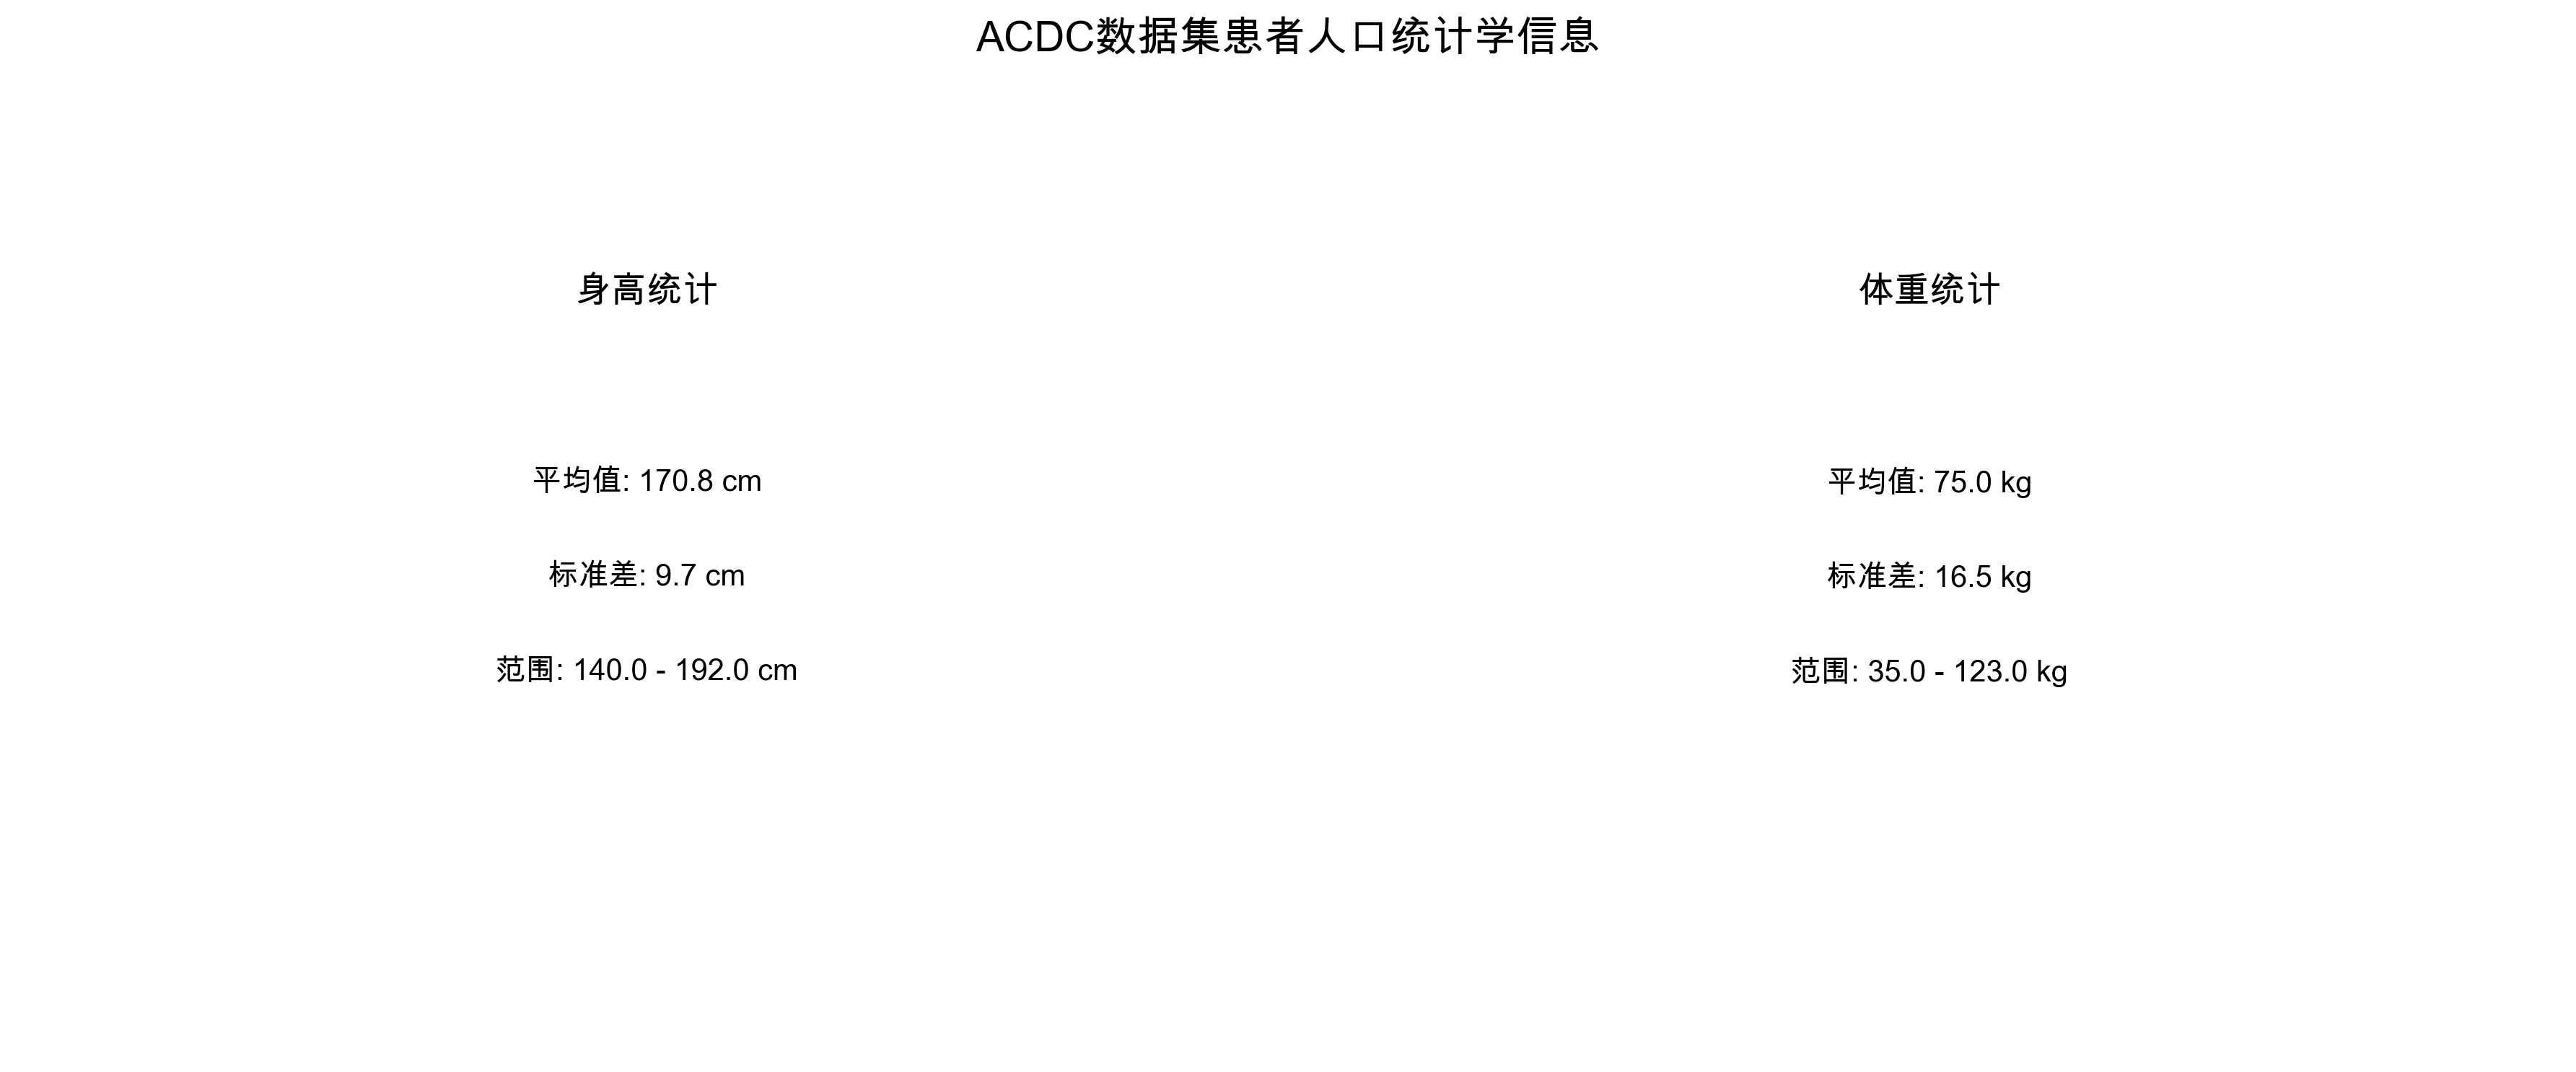 ACDC数据集患者人口统计学信息
身高统计
平均值: 170.8 cm
标准差: 9.7 cm
范围: 140.0 - 192.0 cm
体重统计
平均值: 75.0 kg
标准差: 16.5 kg
范围: 35.0 - 123.0 kg